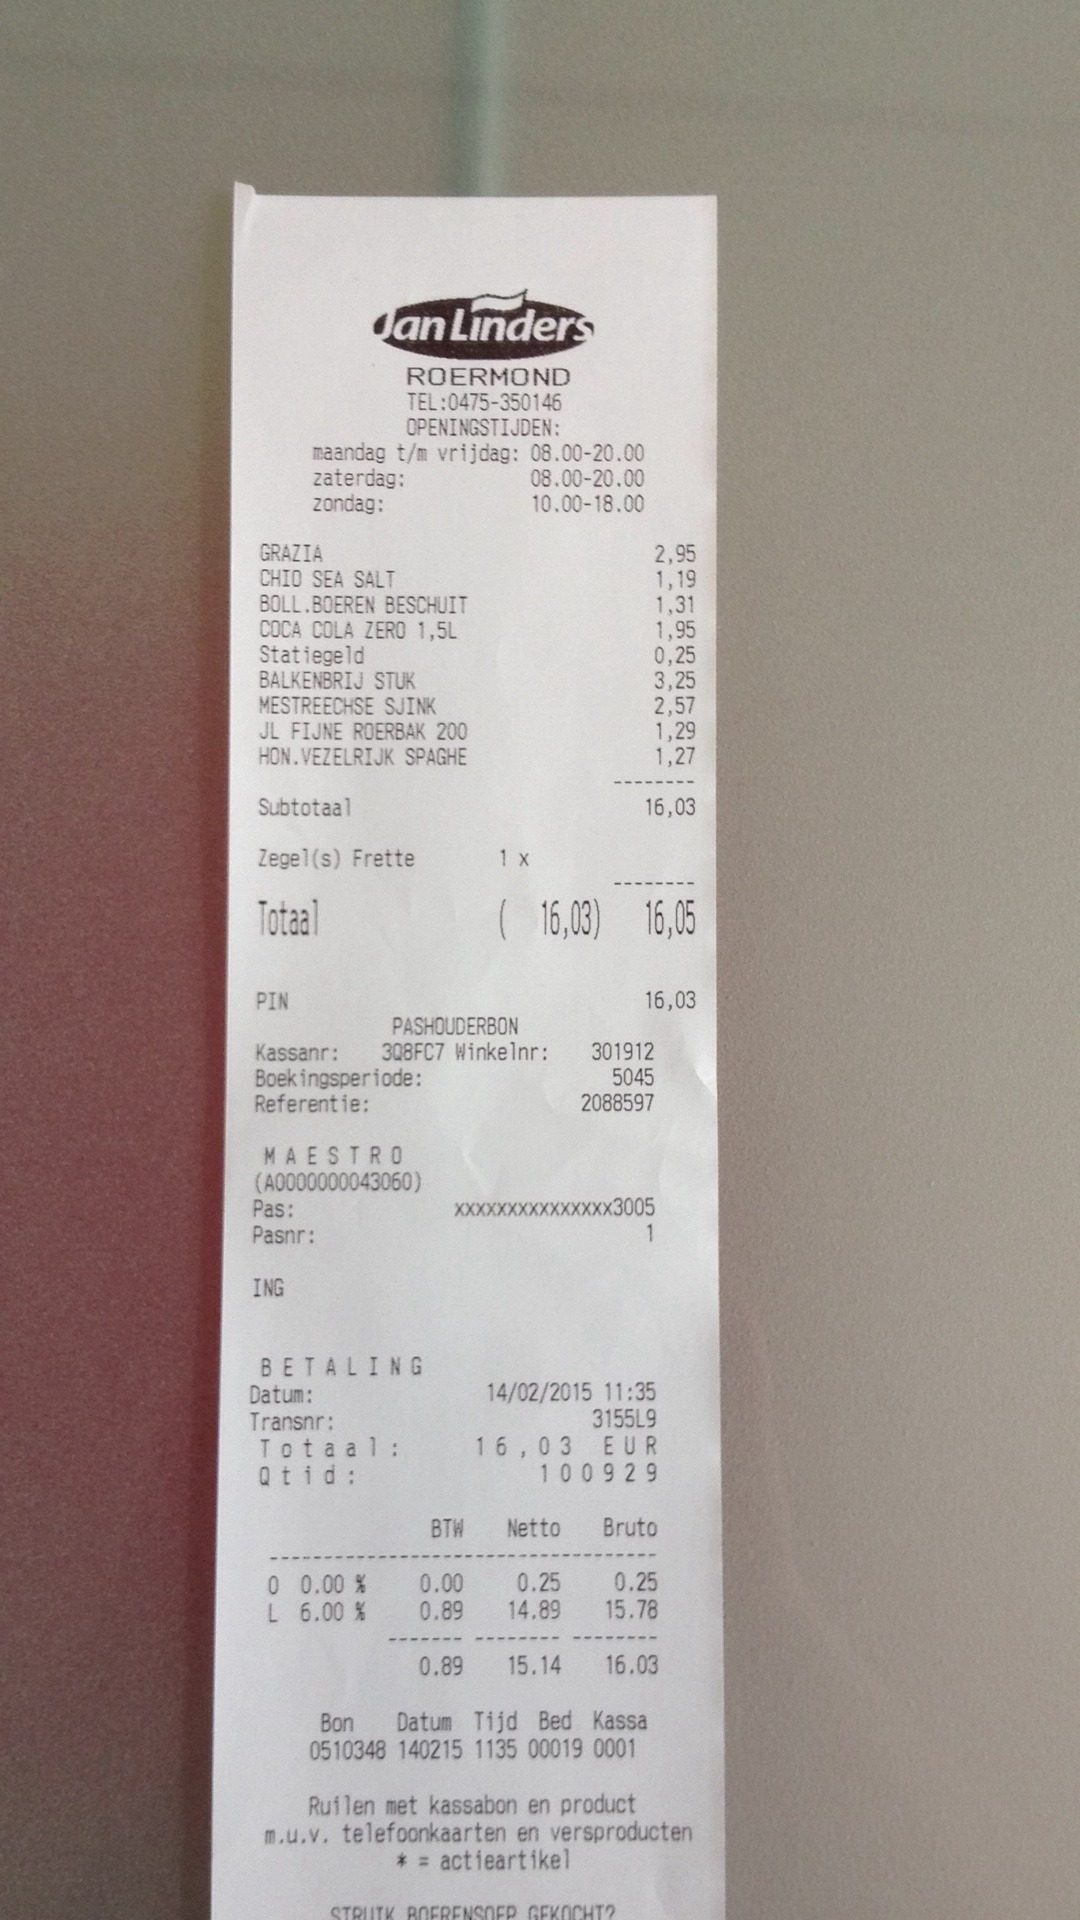 Jan Linders
ROERMOND
TEL:0475-350146
OPENINGSTIJDEN:
maandag t/m vrijdag: 08.00-20.00
zaterdag: 08.00-20.00
zondag: 10.00-18.00
GRAZIA 2,95
CHIO SEA SALT 1,19
BOLL.BOEREN BESCHUIT 1,31
COCA COLA ZERO 1,5L 1,95
Statiegeld 0,25
BALKENBRIJ STUK 3,25
MESTREECHSE SJINK 2,57
JL FIJNE ROERBAK 200 1,29
HON.VEZELRIJK SPAGHE 1,27
--------
Subtotaal 16,03
Zegel(s) Frette 1 x
--------
Totaal ( 16,03) 16,05
PIN 16,03
PASHOUDERBON
Kassanr: 3Q8FC7 Winkelnr: 301912
Boekingsperiode: 5045
Referentie: 2088597
MAESTRO
(A0000000043060)
Pas: xxxxxxxxxxxxxxx3005
Pasnr: 1
ING
BETALING
Datum: 14/02/2015 11:35
Transnr: 3155L9
Totaal: 16,03 EUR
Qtid: 100929
BTW Netto Bruto
-------------------------------------
O 0.00 % 0.00 0.25 0.25
L 6.00 % 0.89 14.89 15.78
------- -------- --------
0.89 15.14 16.03
Bon Datum Tijd Bed Kassa
0510348 140215 1135 00019 0001
Ruilen met kassabon en product
m.u.v. telefoonkaarten en versproducten
* = actieartikel
STRUIK BOERENSOEP GEKOCHT?